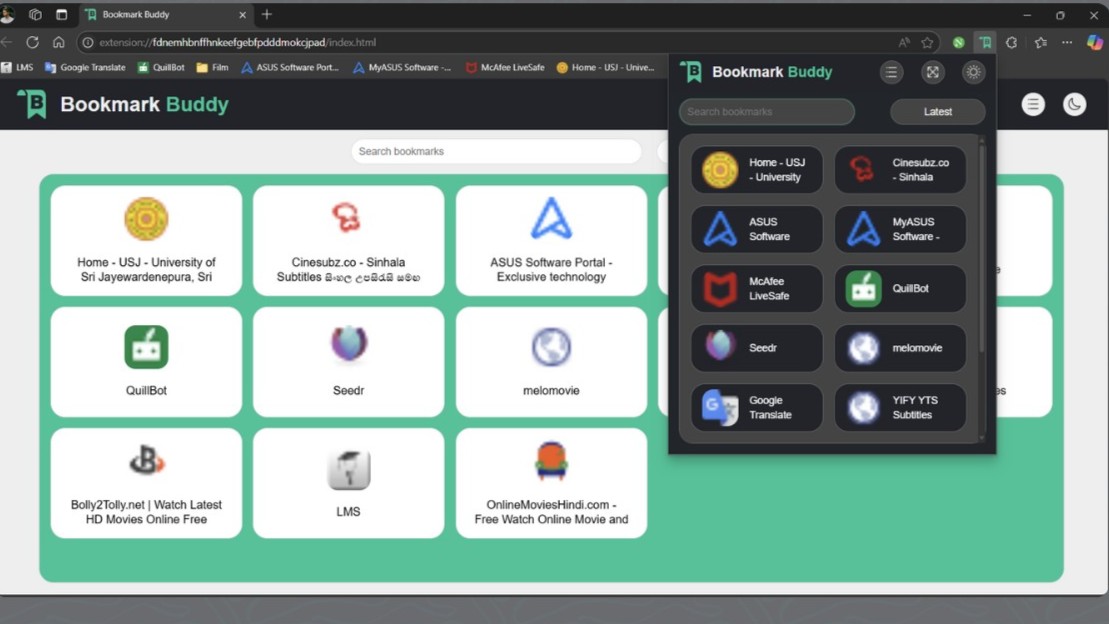 Bookmark Buddy
extension://fdnemhbnffhnkeefgebfpdddmokcjpad/index.html
LMS
Google Translate
QuillBot
Film
ASUS Software Port...
MyASUS Software -...
McAfee LiveSafe
Home - USJ - Unive...
Bookmark Buddy
Search bookmarks
Home - USJ - University of
Sri Jayewardenepura, Sri
Cinesubz.co - Sinhala
Subtitles සිංහල උපසිරැසි සමඟ
ASUS Software Portal -
Exclusive technology
QuillBot
Seedr
melomovie
Bolly2Tolly.net | Watch Latest
HD Movies Online Free
LMS
OnlineMoviesHindi.com -
Free Watch Online Movie and
Bookmark Buddy
Search bookmarks
Latest
Home - USJ
- University
Cinesubz.co
- Sinhala
ASUS
Software
MyASUS
Software -
McAfee
LiveSafe
QuillBot
Seedr
melomovie
Google
Translate
YIFY YTS
Subtitles